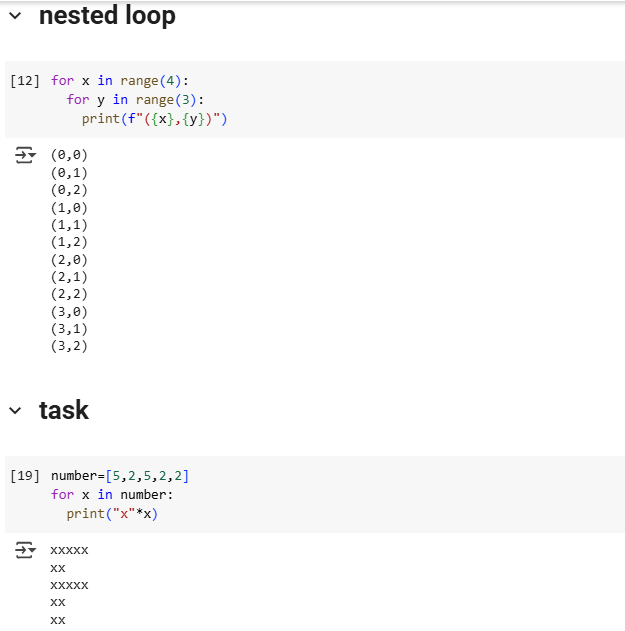 nested loop
[12] for x in range(4):
for y in range(3):
print(f"({x},{y})")
(0,0)
(0,1)
(0,2)
(1,0)
(1,1)
(1,2)
(2,0)
(2,1)
(2,2)
(3,0)
(3,1)
(3,2)
task
[19] number=[5,2,5,2,2]
for x in number:
print("x"*x)
xxxxx
xx
xxxxx
xx
xx